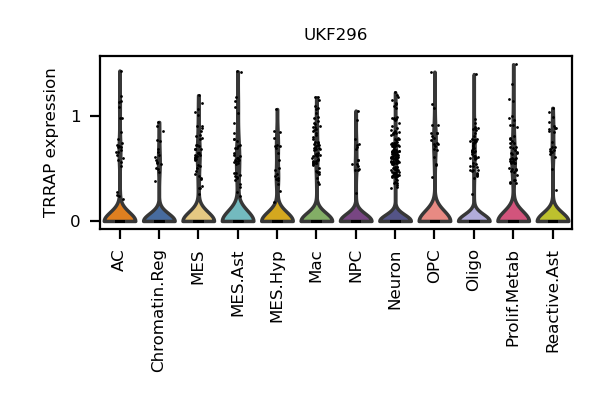 UKF296
TRRAP expression
1
0
AC
Chromatin.Reg
MES
MES.Ast
MES.Hyp
Mac
NPC
Neuron
OPC
Oligo
Prolif.Metab
Reactive.Ast